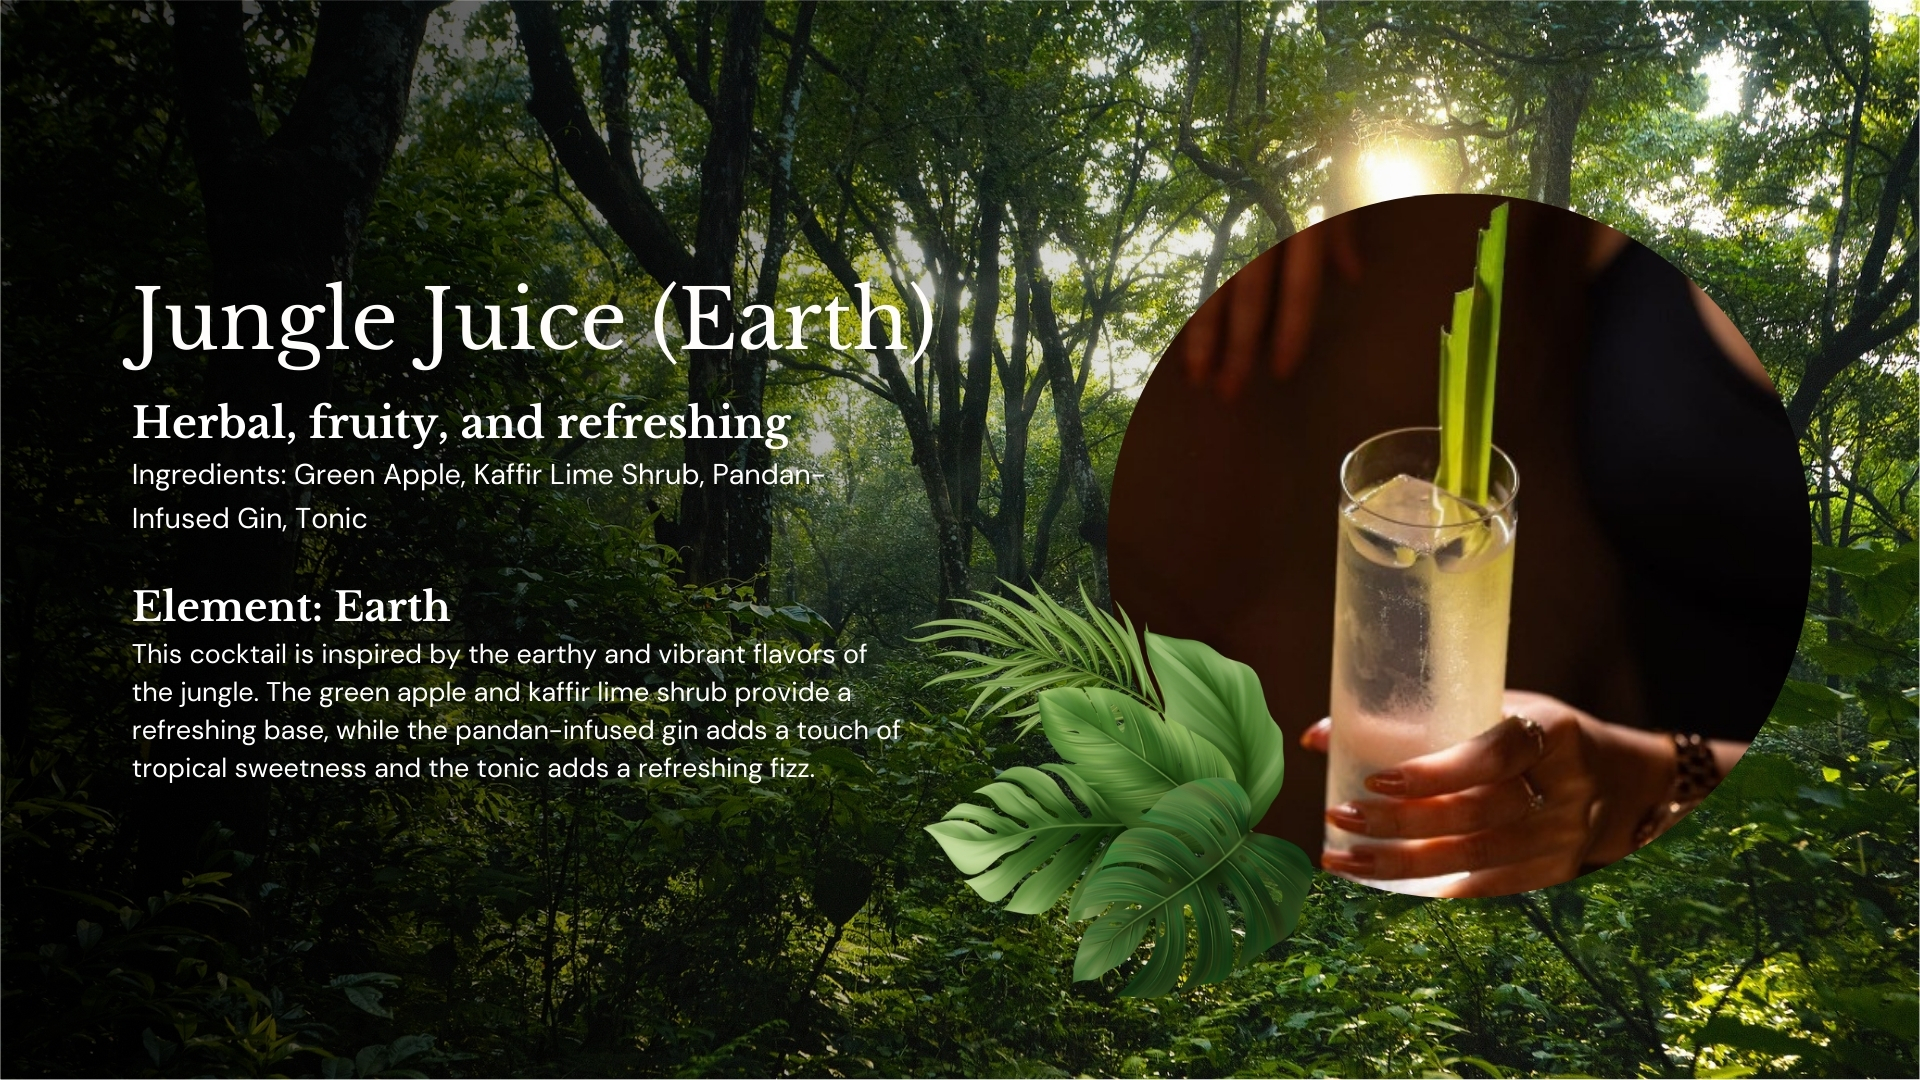 Jungle Juice (Earth)
Herbal, fruity, and refreshing
Ingredients: Green Apple, Kaffir Lime Shrub, Pandan-
Infused Gin, Tonic
Element: Earth
This cocktail is inspired by the earthy and vibrant flavors of
the jungle. The green apple and kaffir lime shrub provide a
refreshing base, while the pandan-infused gin adds a touch of
tropical sweetness and the tonic adds a refreshing fizz.